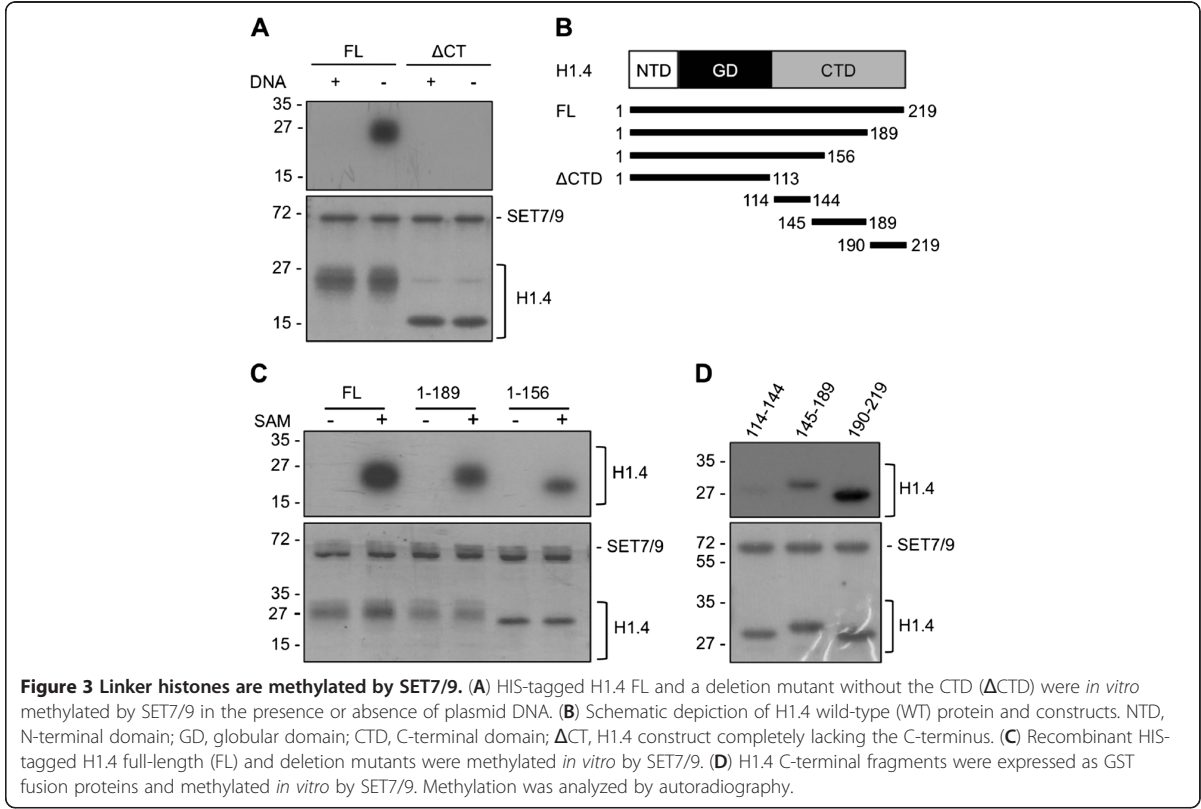 A
FL ΔCT
DNA + - + -
35 -
27 -
15 -
72 -
- SET7/9
27 -
H1.4
15 -
B
H1.4 NTD GD CTD
FL 1 219
1 189
1 156
ΔCTD 1 113
114 144
145 189
190 219
C
FL 1-189 1-156
SAM - + - + - +
35 -
27 -
H1.4
15 -
72 -
- SET7/9
35 -
27 -
H1.4
15 -
D
114-144 145-189 190-219
35 -
27 -
H1.4
72 -
- SET7/9
55 -
35 -
H1.4
27 -
Figure 3 Linker histones are methylated by SET7/9. (A) HIS-tagged H1.4 FL and a deletion mutant without the CTD (ΔCTD) were in vitro
methylated by SET7/9 in the presence or absence of plasmid DNA. (B) Schematic depiction of H1.4 wild-type (WT) protein and constructs. NTD,
N-terminal domain; GD, globular domain; CTD, C-terminal domain; ΔCT, H1.4 construct completely lacking the C-terminus. (C) Recombinant HIS-
tagged H1.4 full-length (FL) and deletion mutants were methylated in vitro by SET7/9. (D) H1.4 C-terminal fragments were expressed as GST
fusion proteins and methylated in vitro by SET7/9. Methylation was analyzed by autoradiography.